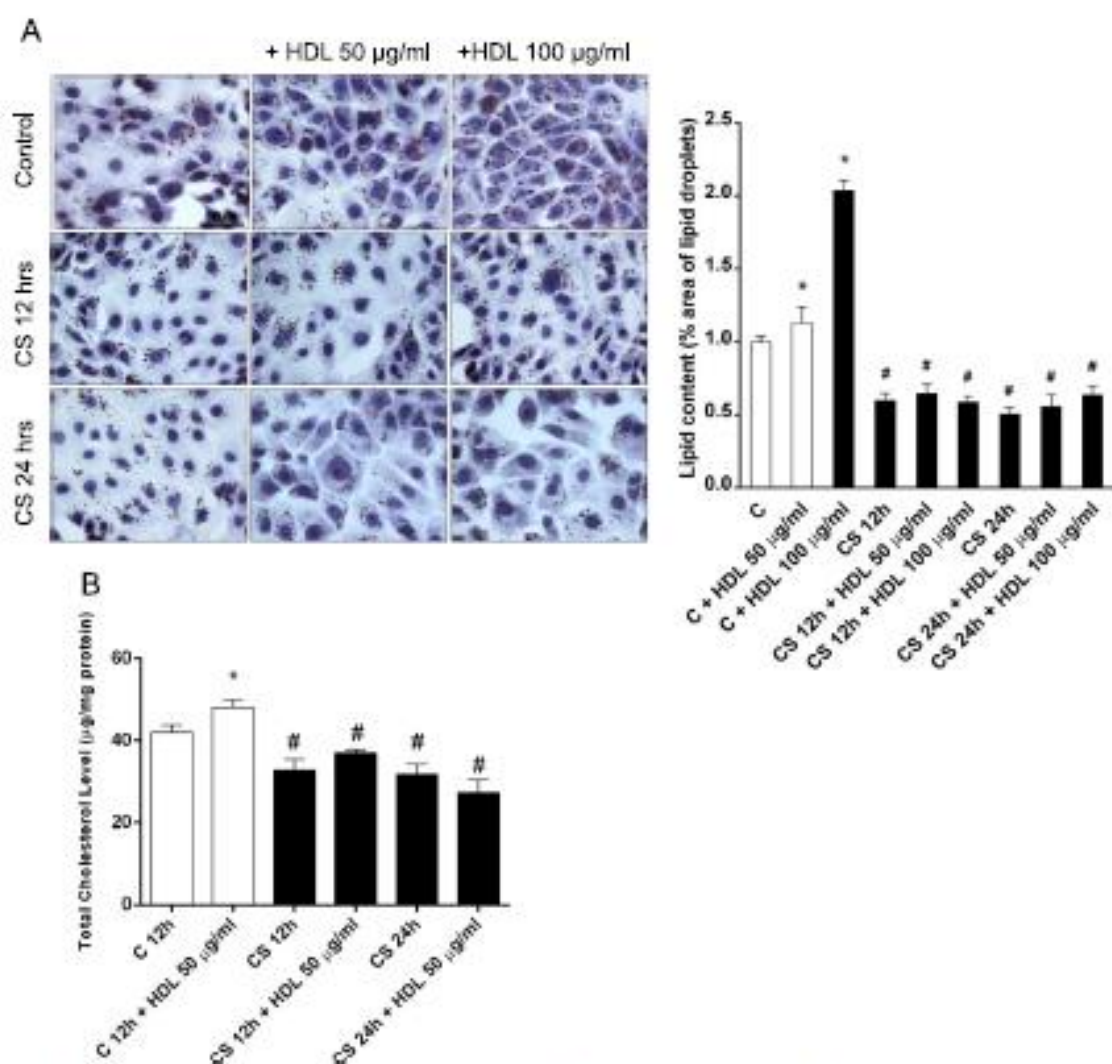 A
+ HDL 50 µg/ml +HDL 100 µg/ml
Control
CS 12 hrs
CS 24 hrs
Lipid content (% area of lipid droplets)
2.5
2.0
1.5
1.0
0.5
0.0
* * # # # # # #
C
C + HDL 50 µg/ml
C + HDL 100 µg/ml
CS 12h
CS 12h + HDL 50 µg/ml
CS 12h + HDL 100 µg/ml
CS 24h
CS 24h + HDL 50 µg/ml
CS 24h + HDL 100 µg/ml
B
Total Cholesterol Level (µg/mg protein)
60
40
20
0
* # # # #
C 12h
C 12h + HDL 50 µg/ml
CS 12h
CS 12h + HDL 50 µg/ml
CS 24h
CS 24h + HDL 50 µg/ml